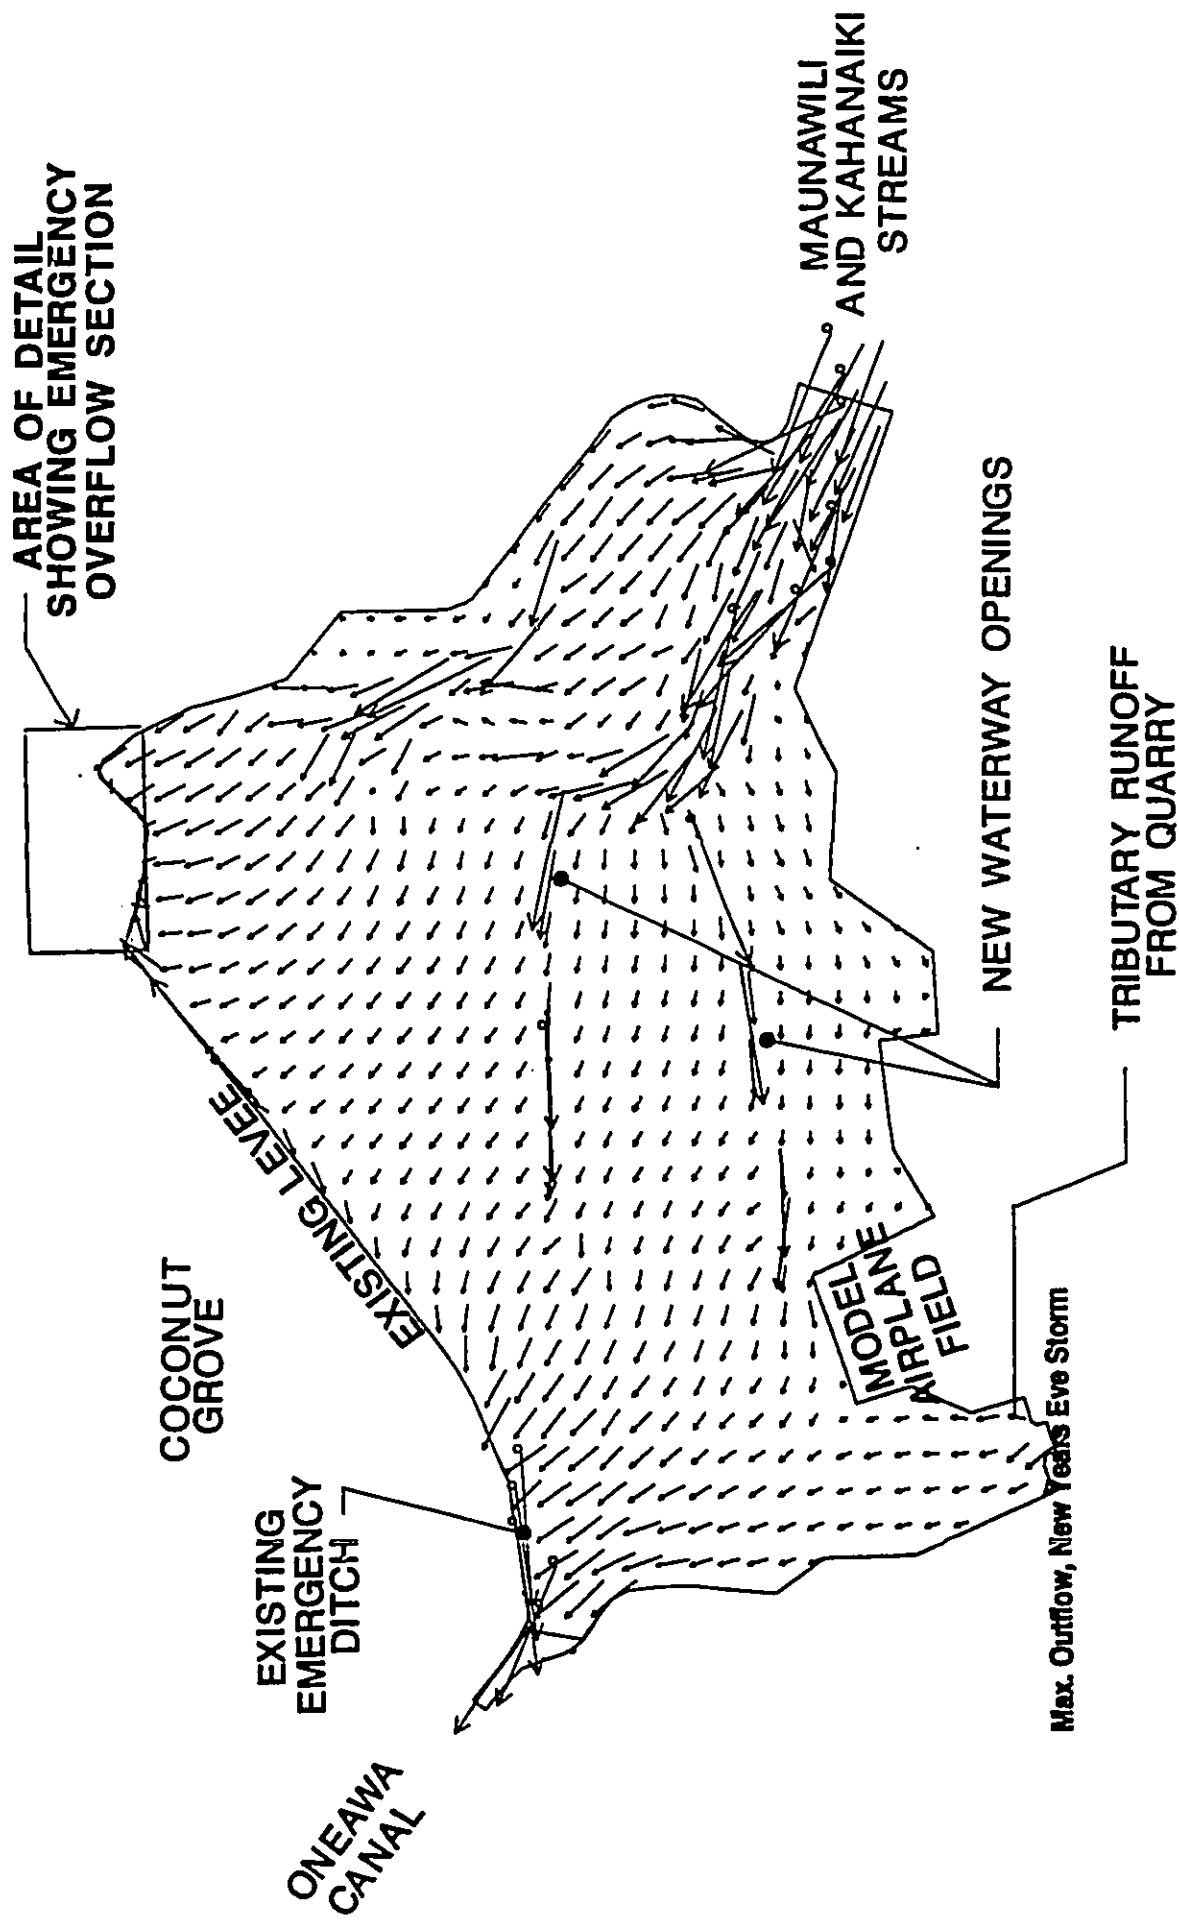 AREA OF DETAIL
SHOWING EMERGENCY
OVERFLOW SECTION
MAUNAWILI
AND KAHANAIKI
STREAMS
COCONUT
GROVE
EXISTING LEVEE
EXISTING
EMERGENCY
DITCH
ONEAWA
CANAL
NEW WATERWAY OPENINGS
MODEL
AIRPLANE
FIELD
TRIBUTARY RUNOFF
FROM QUARRY
Max. Outflow, New Years Eve Storm